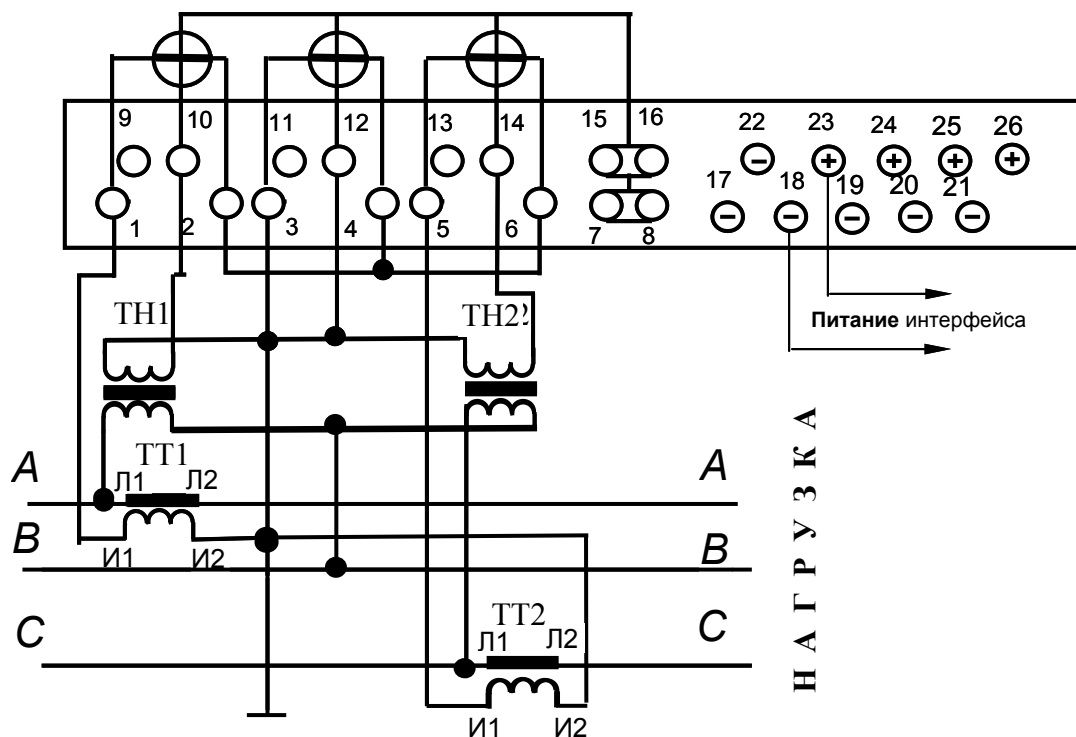 9 10 11 12 13 14 15 16
22 23 24 25 26
17 18 19 20 21
1 2 3 4 5 6 7 8
ТН1 ТН22
Питание интерфейса
ТТ1
A Л1 Л2 A
B И1 И2 B
ТТ2
C Л1 Л2 C
И1 И2
НАГРУЗКА